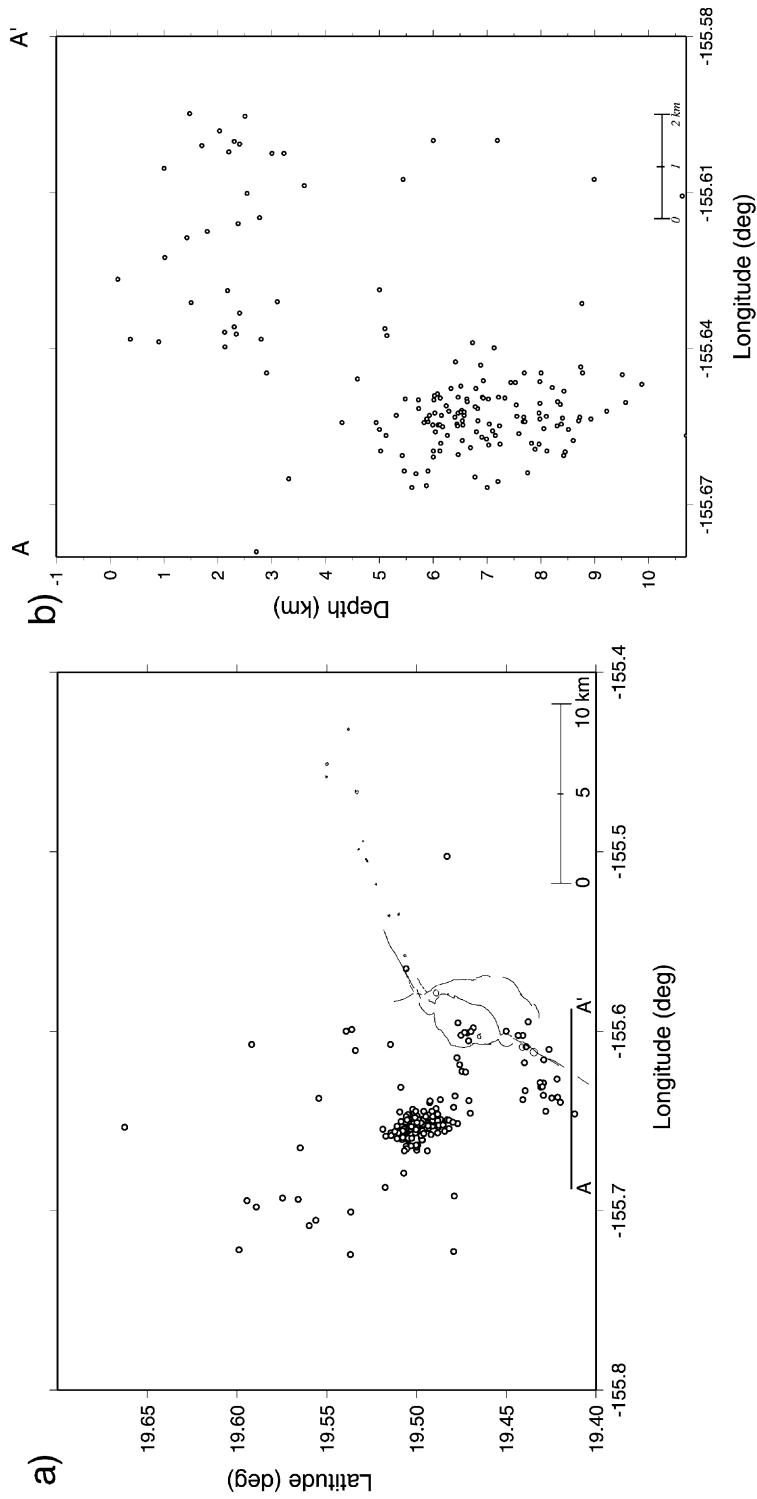 a)
Latitude (deg)
19.65
19.60
19.55
19.50
19.45
19.40
-155.8
-155.7
-155.6
-155.5
-155.4
Longitude (deg)
A
A'
0
5
10 km
b)
A
A'
Depth (km)
-1
0
1
2
3
4
5
6
7
8
9
10
-155.67
-155.64
-155.61
-155.58
Longitude (deg)
0
1
2 km